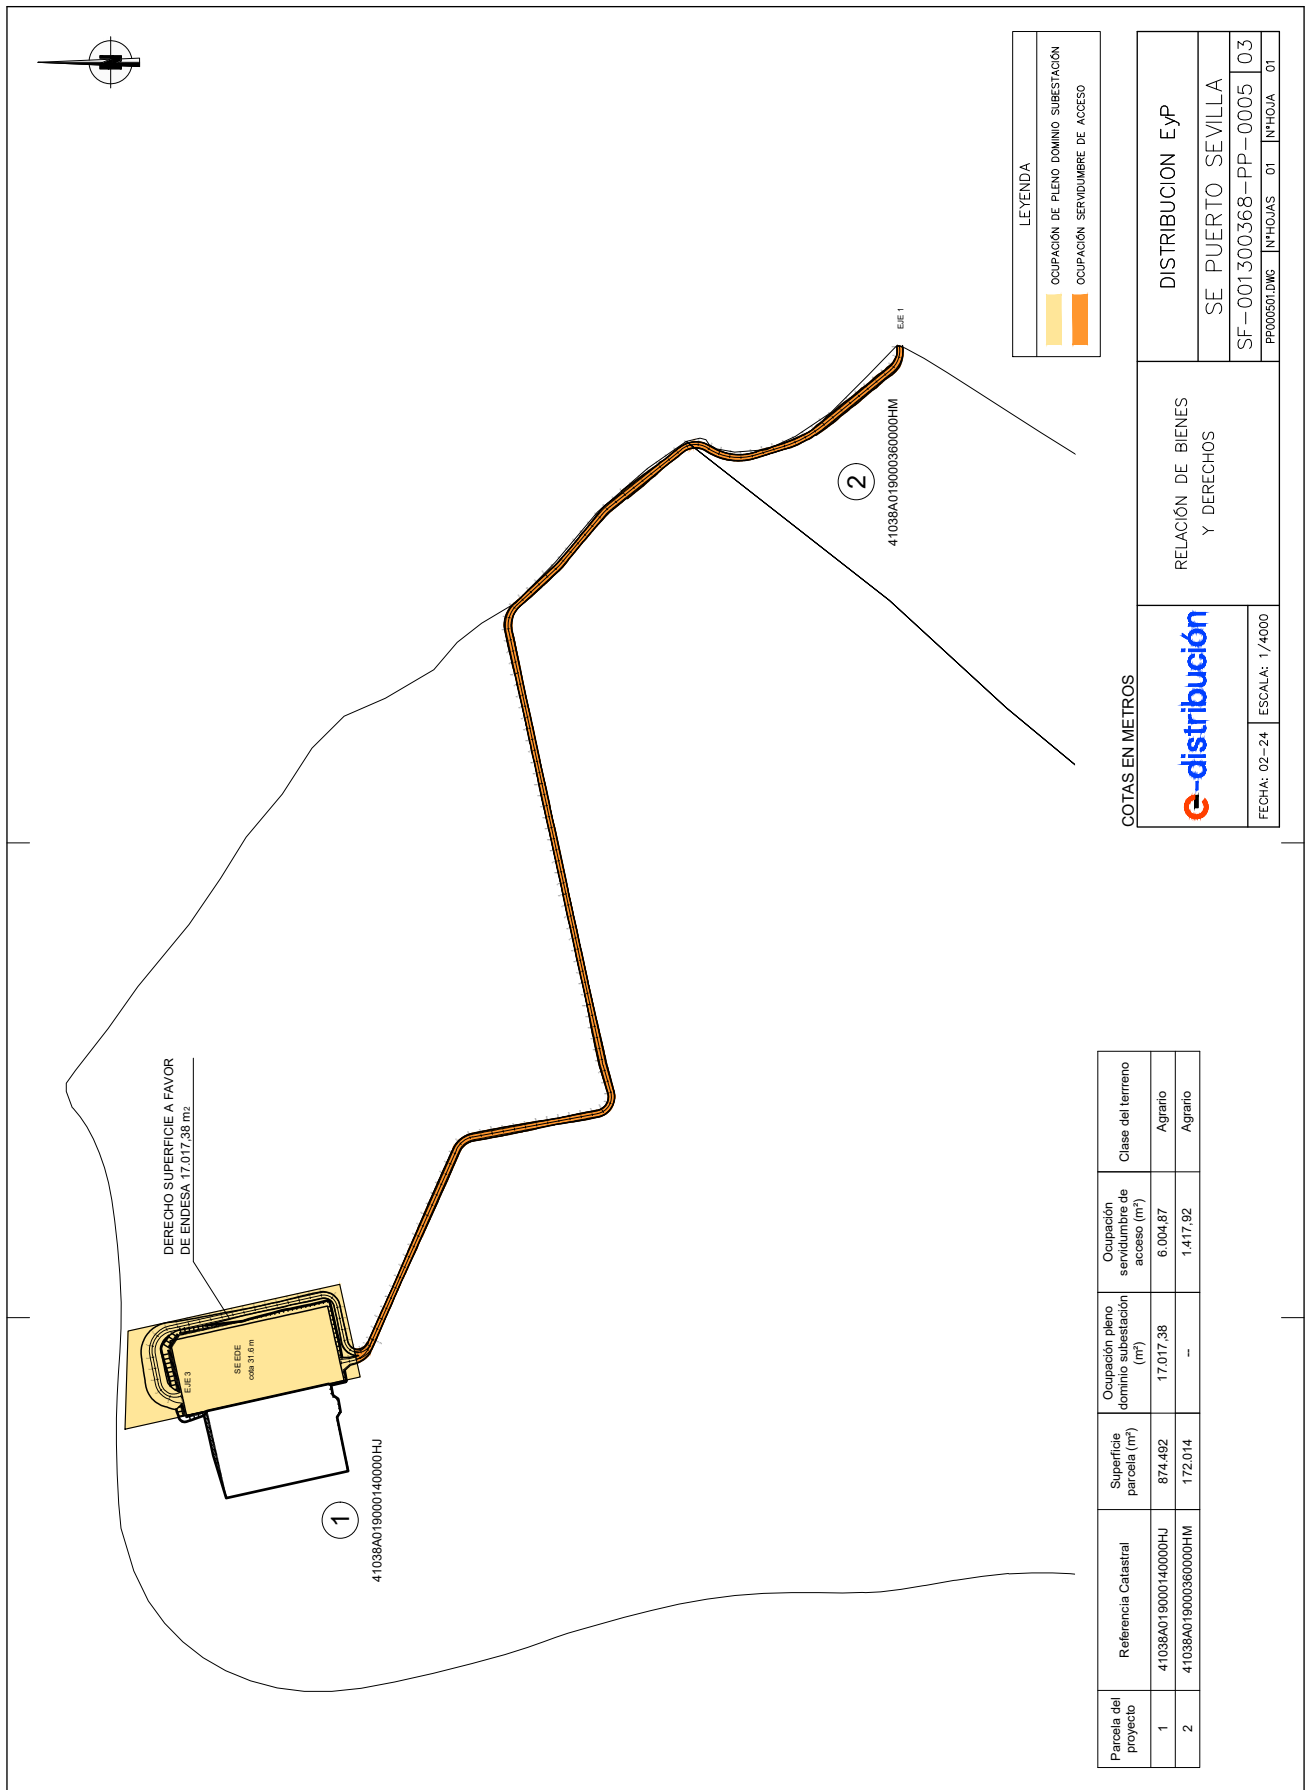 N
DERECHO SUPERFICIE A FAVOR
DE ENDESA 17.017,38 m2
EJE 3
SE EDE
cota 31.6 m
1
41038A019000140000HJ
2
41038A019000360000HM
EJE 1
LEYENDA
OCUPACIÓN DE PLENO DOMINIO SUBESTACIÓN
OCUPACIÓN SERVIDUMBRE DE ACCESO
Parcela del
proyecto
Referencia Catastral
Superficie
parcela (m²)
Ocupación pleno
dominio subestación
(m²)
Ocupación
servidumbre de
acceso (m²)
Clase del terrreno
1 41038A019000140000HJ 874.492 17.017,38 6.004,87 Agrario
2 41038A019000360000HM 172.014 -- 1.417,92 Agrario
COTAS EN METROS
e-distribución
FECHA: 02-24 ESCALA: 1/4000
RELACIÓN DE BIENES
Y DERECHOS
DISTRIBUCION EyP
SE PUERTO SEVILLA
SF-001300368-PP-0005 03
PP000501.DWG NºHOJAS 01 NºHOJA 01